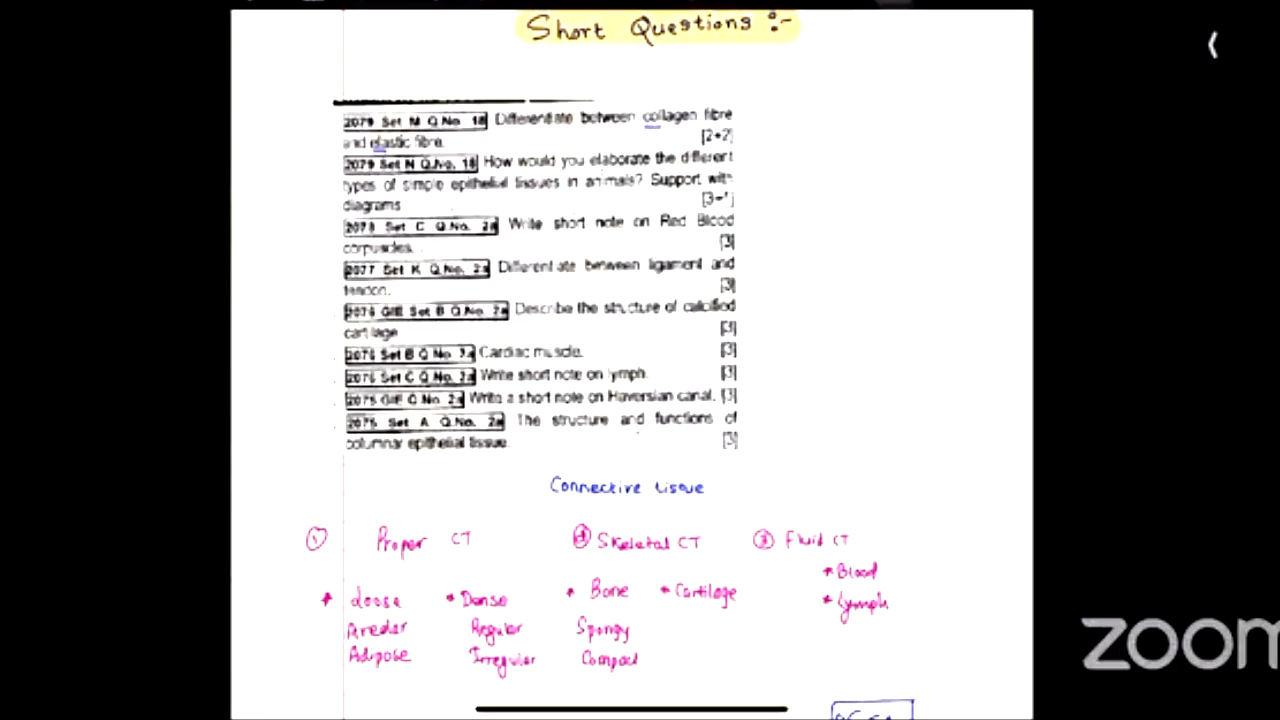 Short Questions :-
2079 Set M Q.No. 18 Differentiate between collagen fibre
and elastic fibre. [2+2]
2079 Set N Q.No. 18 How would you elaborate the different
types of simple epithelial tissues in animals? Support with
diagrams [3+1]
Set C Q.No. 2a Write short note on Red Blood
corpuscles. [3]
2077 Set K Q.No. 2a Differentiate between ligament and
tendon. [3]
GIE Set B Q.No. 2a Describe the structure of calcified
cartilage [3]
Set B Q.No. 2a Cardiac muscle. [3]
Set C Q.No. 2a Write short note on lymph. [3]
2075 GIE Q.No. 2a Write a short note on Haversian canal. [3]
2075 Set A Q.No. 2a The structure and functions of
columnar epithelial tissue. [3]
Connective tissue
① Proper CT ② Skeletal CT ③ Fluid CT
* Blood
* Loose * Dense * Bone * Cartilage * Lymph
Areolar Regular Spongy
Adipose Irregular Compact
zoom